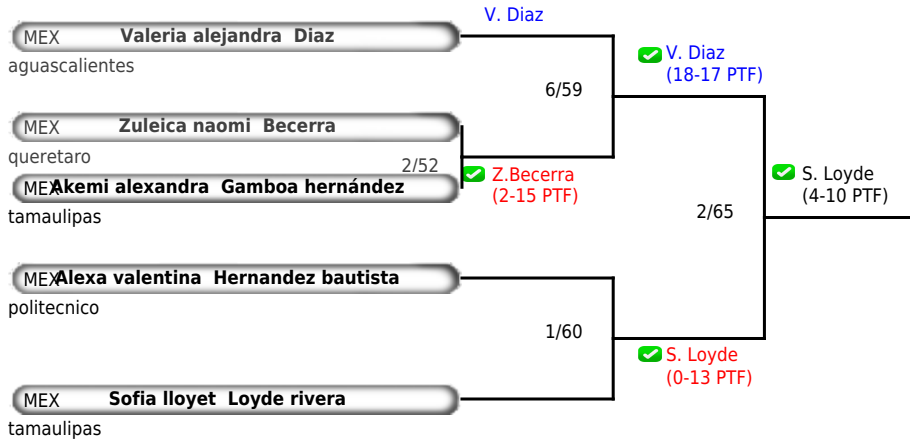 V. Diaz
MEX Valeria alejandra Diaz
aguascalientes
V. Diaz
(18-17 PTF)
6/59
MEX Zuleica naomi Becerra
queretaro
2/52
Z.Becerra
(2-15 PTF)
S. Loyde
(4-10 PTF)
MEX Akemi alexandra Gamboa hernández
tamaulipas
2/65
MEX Alexa valentina Hernandez bautista
politecnico
1/60
S. Loyde
(0-13 PTF)
MEX Sofia lloyet Loyde rivera
tamaulipas